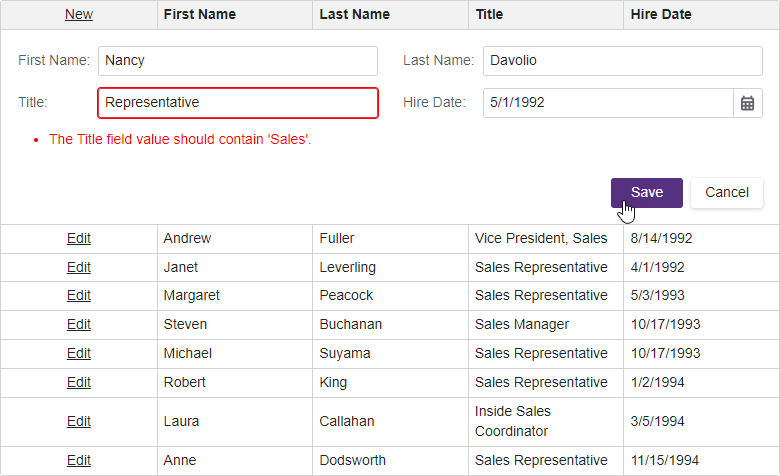 New First Name Last Name Title Hire Date
First Name: Nancy Last Name: Davolio
Title: Representative Hire Date: 5/1/1992
• The Title field value should contain 'Sales'.
Save Cancel
Edit Andrew Fuller Vice President, Sales 8/14/1992
Edit Janet Leverling Sales Representative 4/1/1992
Edit Margaret Peacock Sales Representative 5/3/1993
Edit Steven Buchanan Sales Manager 10/17/1993
Edit Michael Suyama Sales Representative 10/17/1993
Edit Robert King Sales Representative 1/2/1994
Edit Laura Callahan Inside Sales Coordinator 3/5/1994
Edit Anne Dodsworth Sales Representative 11/15/1994